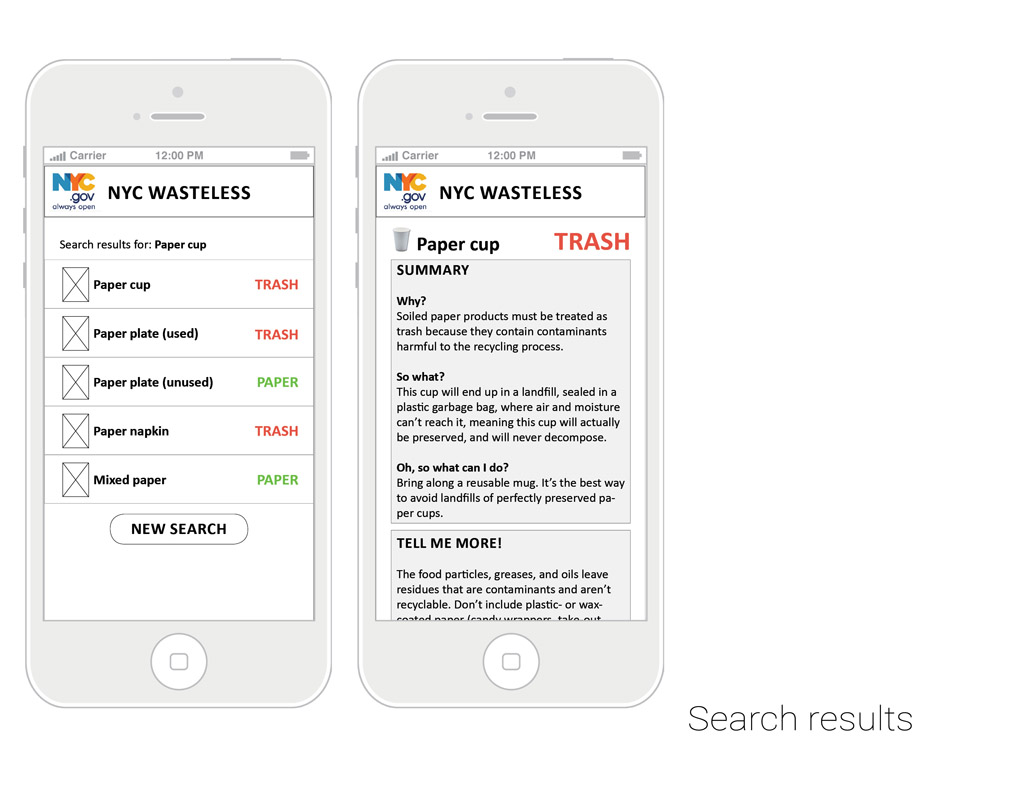 Carrier 12:00 PM
NYC
.gov
always open
NYC WASTELESS
Search results for: Paper cup
Paper cup TRASH
Paper plate (used) TRASH
Paper plate (unused) PAPER
Paper napkin TRASH
Mixed paper PAPER
NEW SEARCH
Carrier 12:00 PM
NYC
.gov
always open
NYC WASTELESS
Paper cup TRASH
SUMMARY
Why?
Soiled paper products must be treated as
trash because they contain contaminants
harmful to the recycling process.
So what?
This cup will end up in a landfill, sealed in a
plastic garbage bag, where air and moisture
can’t reach it, meaning this cup will actually
be preserved, and will never decompose.
Oh, so what can I do?
Bring along a reusable mug. It’s the best way
to avoid landfills of perfectly preserved pa-
per cups.
TELL ME MORE!
The food particles, greases, and oils leave
residues that are contaminants and aren’t
recyclable. Don’t include plastic- or wax-
coated paper (candy wrappers, take-out
Search results